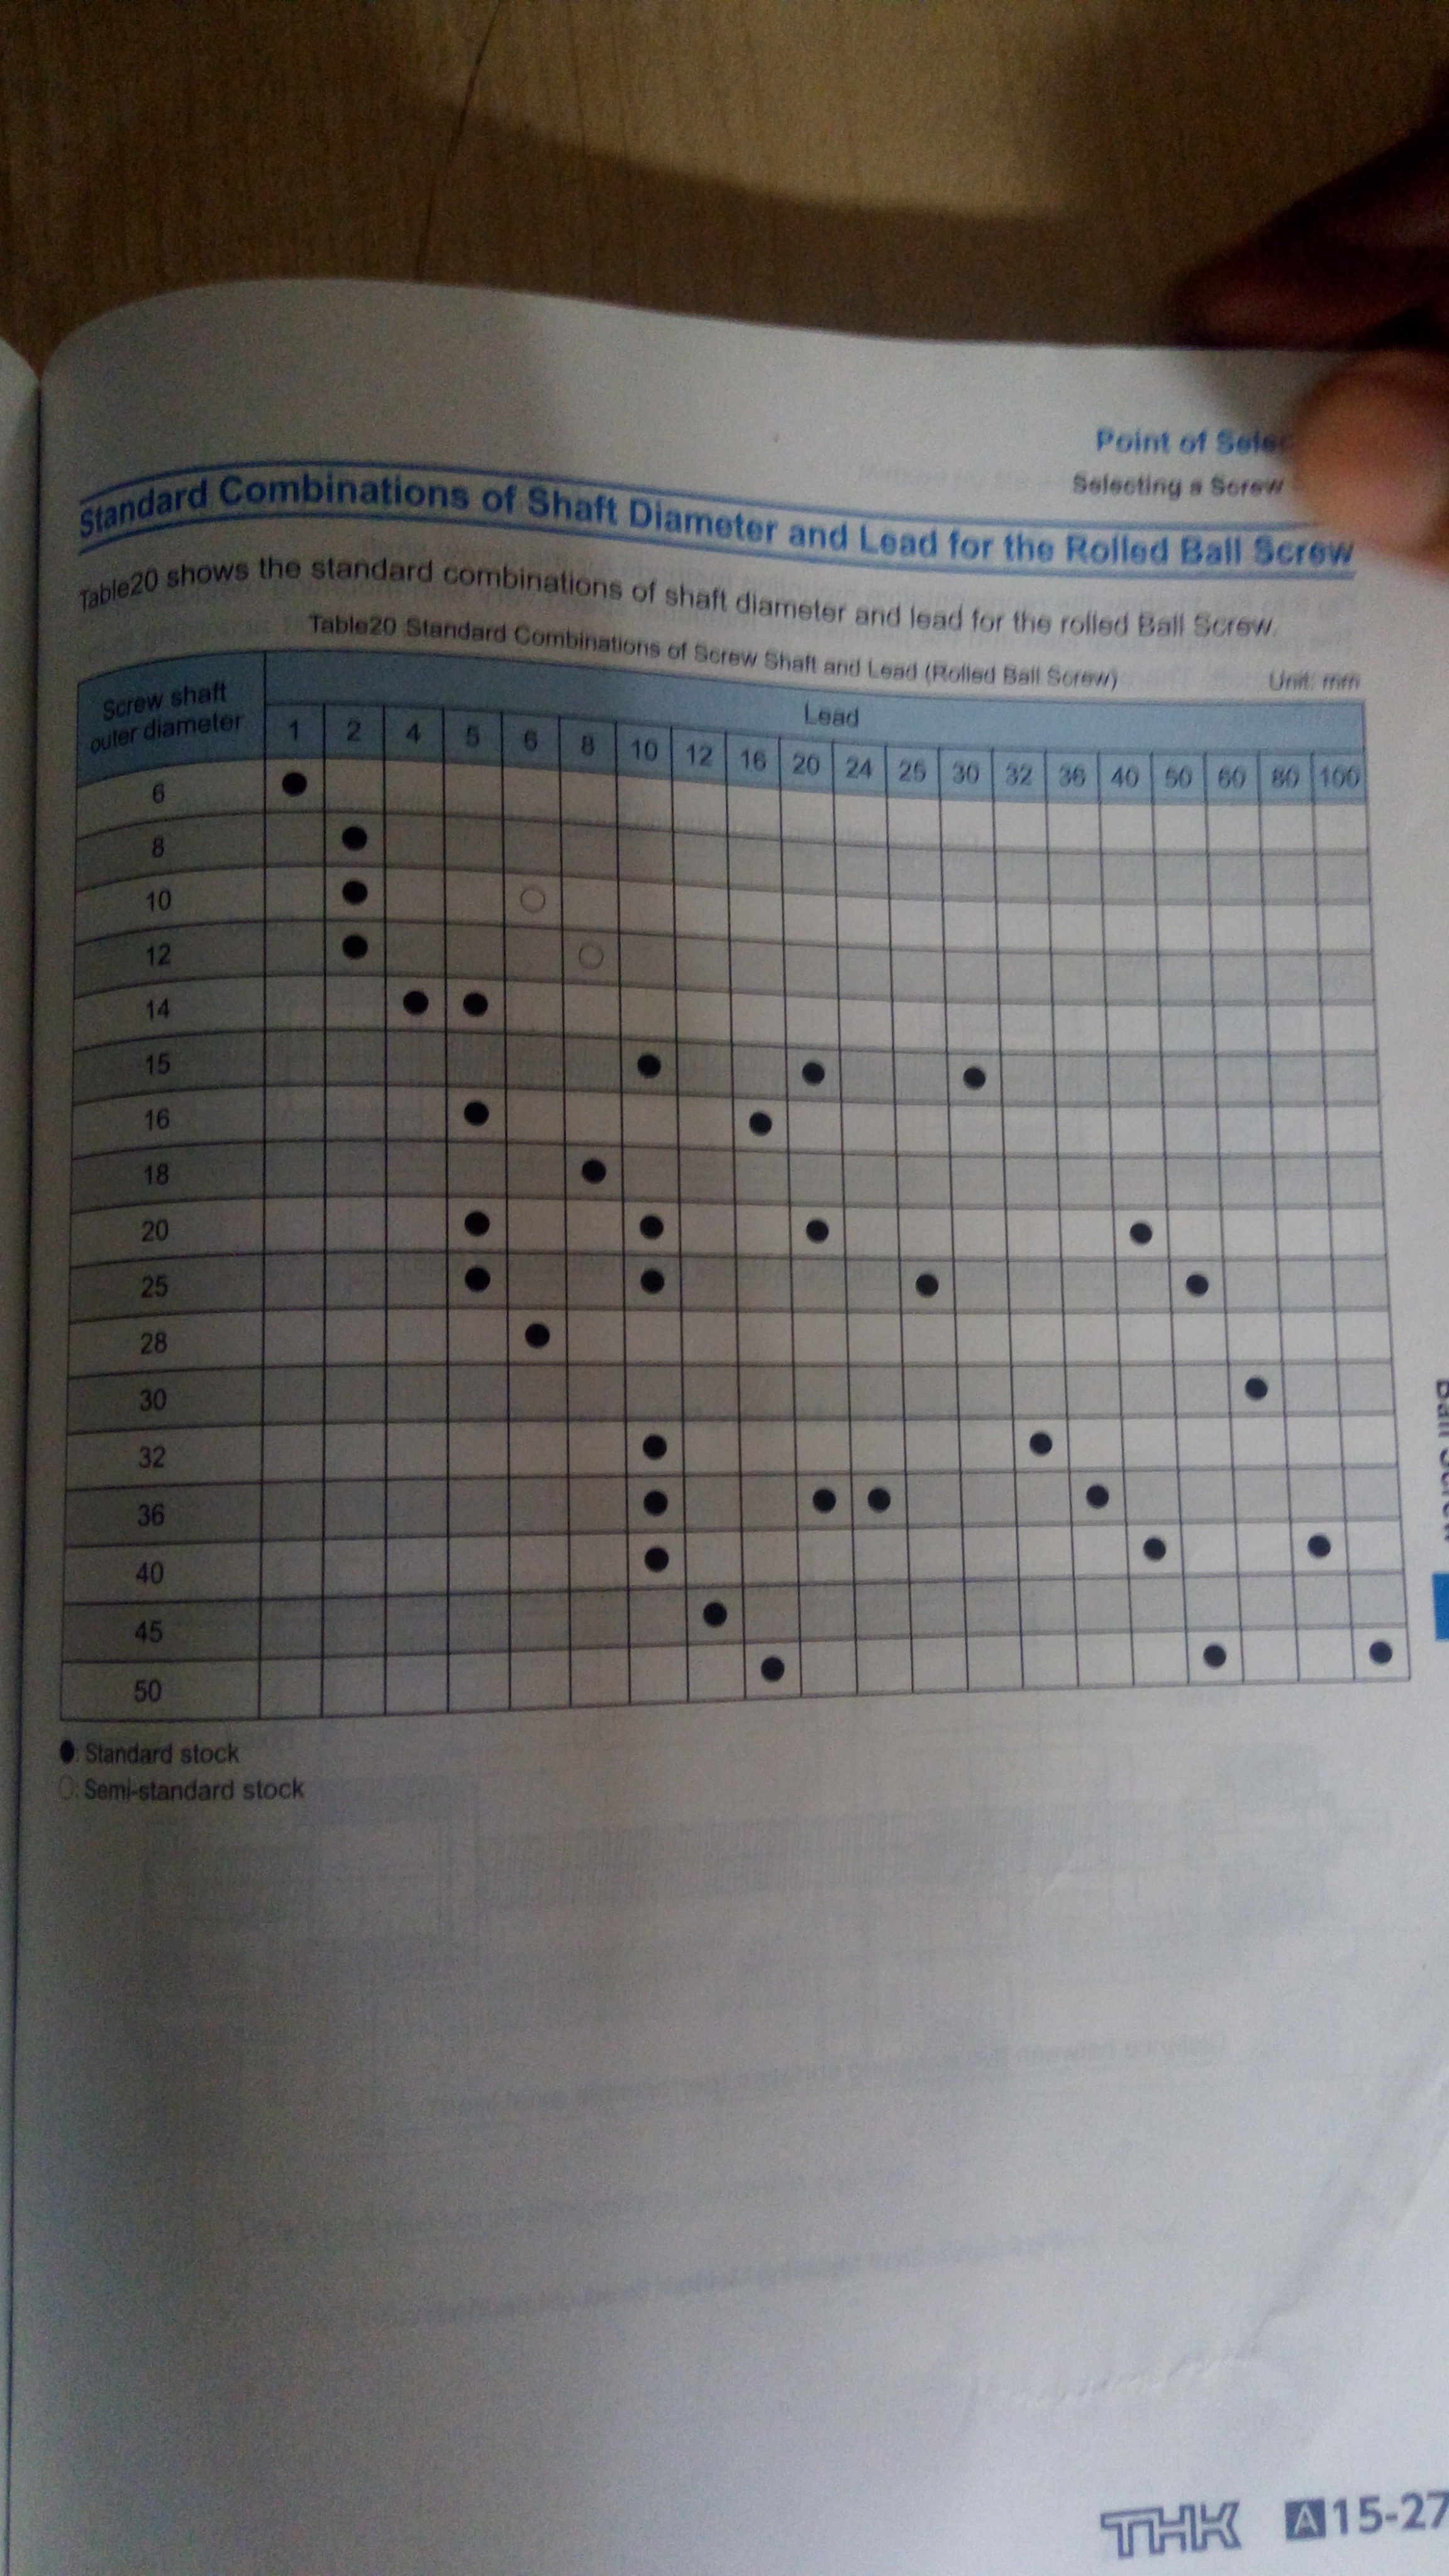 Point of
Selecting a Screw
Standard Combinations of Shaft Diameter and Lead for the Rolled Ball Screw
Table20 shows the standard combinations of shaft diameter and lead for the rolled Ball Screw.
Table20 Standard Combinations of Screw Shaft and Lead (Rolled Ball Screw)
Unit: mm
Screw shaft
outer diameter
Lead
1 2 4 5 6 8 10 12 16 20 24 25 30 32 36 40 50 60 80 100
6 ●
8 ●
10 ● ○
12 ● ○
14 ● ●
15 ● ● ●
16 ● ●
18 ●
20 ● ● ● ●
25 ● ● ● ●
28 ●
30 ●
32 ● ●
36 ● ● ● ●
40 ● ● ●
45 ●
50 ● ● ●
●: Standard stock
○: Semi-standard stock
THK A15-27